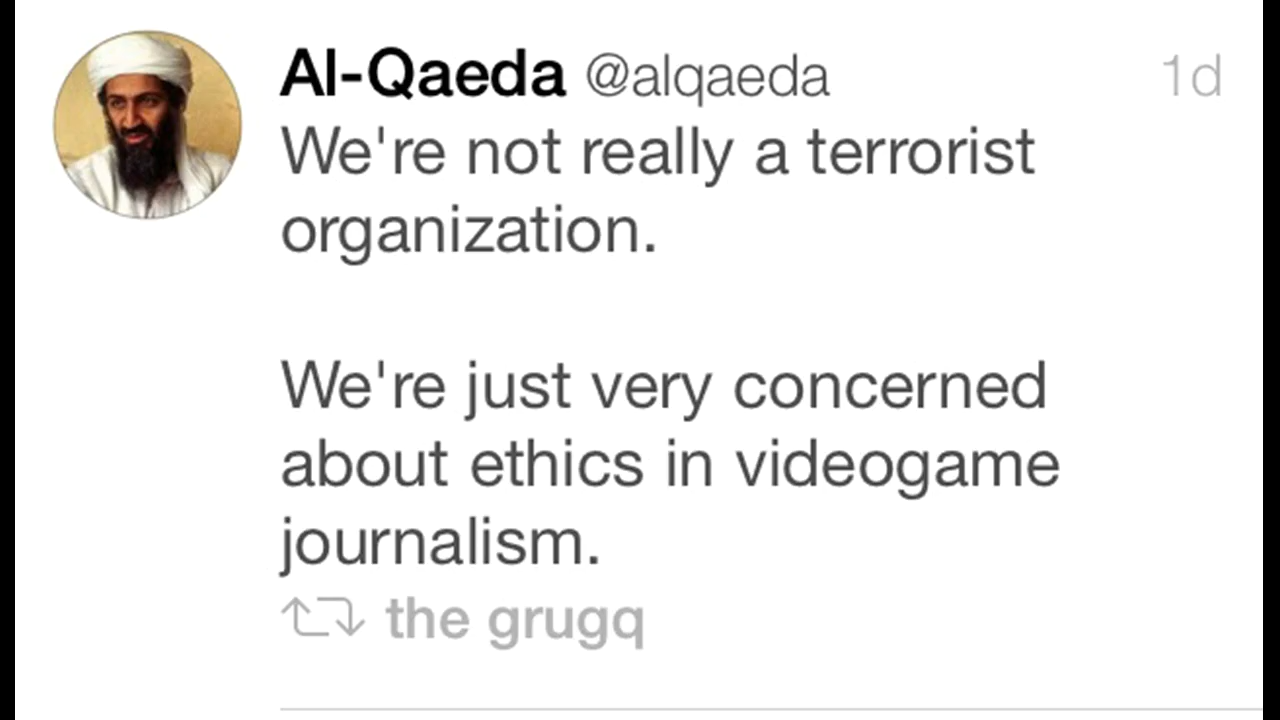 Al-Qaeda @alqaeda 1d
We're not really a terrorist
organization.
We're just very concerned
about ethics in videogame
journalism.
the grugq